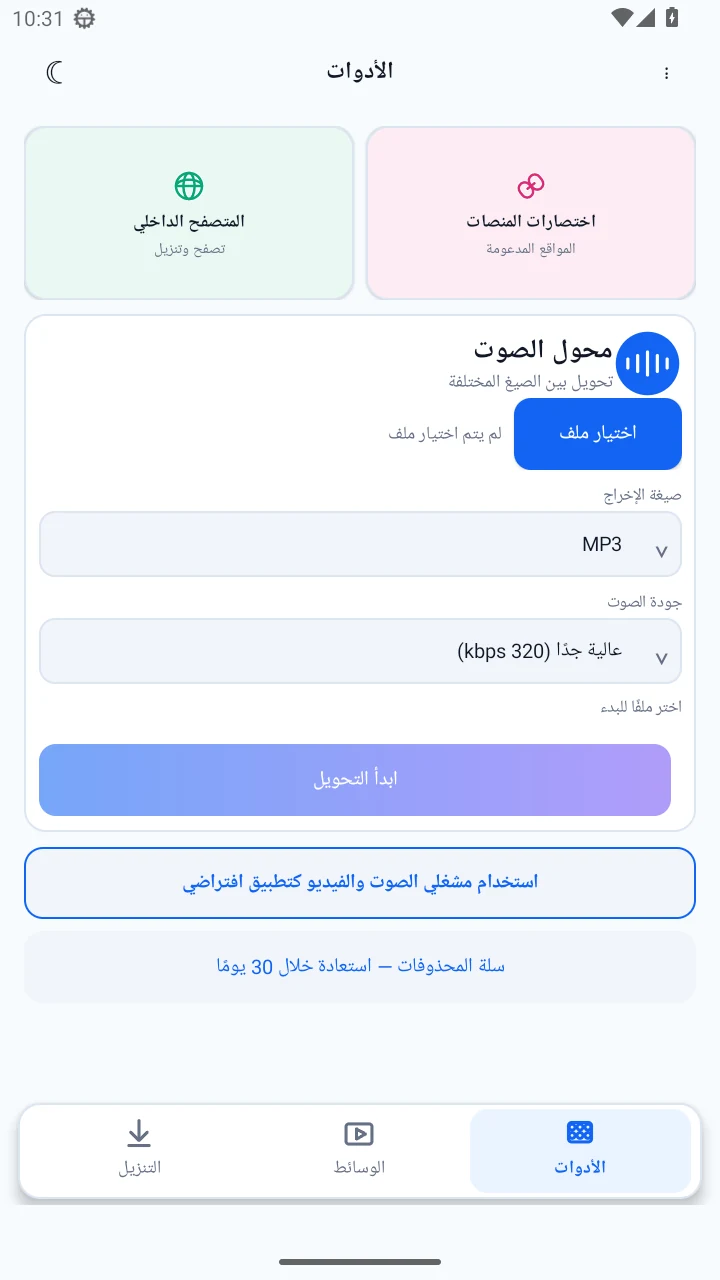 10:31
الأدوات
اختصارات المنصات
المواقع المدعومة
المتصفح الداخلي
تصفح وتنزيل
محول الصوت
تحويل بين الصيغ المختلفة
اختيار ملف
لم يتم اختيار ملف
صيغة الإخراج
MP3
جودة الصوت
عالية جدًا (320 kbps)
اختر ملفًا للبدء
ابدأ التحويل
استخدام مشغلي الصوت والفيديو كتطبيق افتراضي
سلة المحذوفات — استعادة خلال 30 يومًا
الأدوات
الوسائط
التنزيل